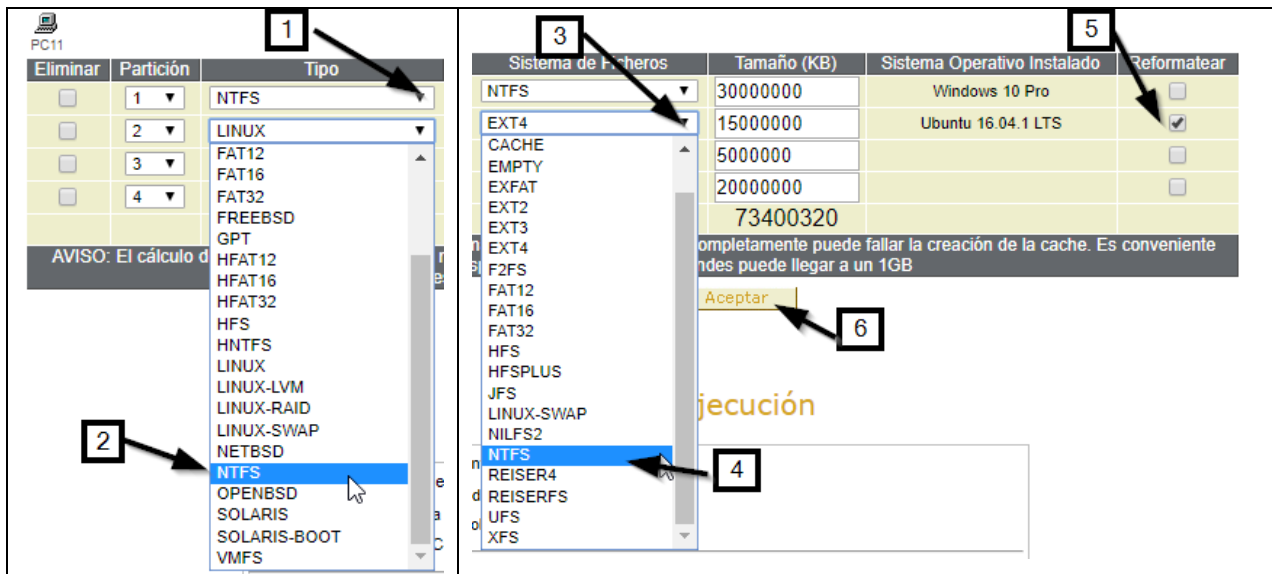 PC11
1
Eliminar Partición Tipo
1 NTFS
2 LINUX
3
4
FAT12
FAT16
FAT32
FREEBSD
GPT
HFAT12
HFAT16
HFAT32
HFS
HNTFS
LINUX
LINUX-LVM
LINUX-RAID
LINUX-SWAP
NETBSD
NTFS
OPENBSD
SOLARIS
SOLARIS-BOOT
VMFS
AVISO: El cálculo d
2
3
5
Sistema de Ficheros Tamaño (KB) Sistema Operativo Instalado Reformatear
NTFS 30000000 Windows 10 Pro
EXT4 15000000 Ubuntu 16.04.1 LTS
5000000
20000000
73400320
CACHE
EMPTY
EXFAT
EXT2
EXT3
EXT4
F2FS
FAT12
FAT16
FAT32
HFS
HFSPLUS
JFS
LINUX-SWAP
NILFS2
NTFS
REISER4
REISERFS
UFS
XFS
ompletamente puede fallar la creación de la cache. Es conveniente
ndes puede llegar a un 1GB
Aceptar
6
jecución
4